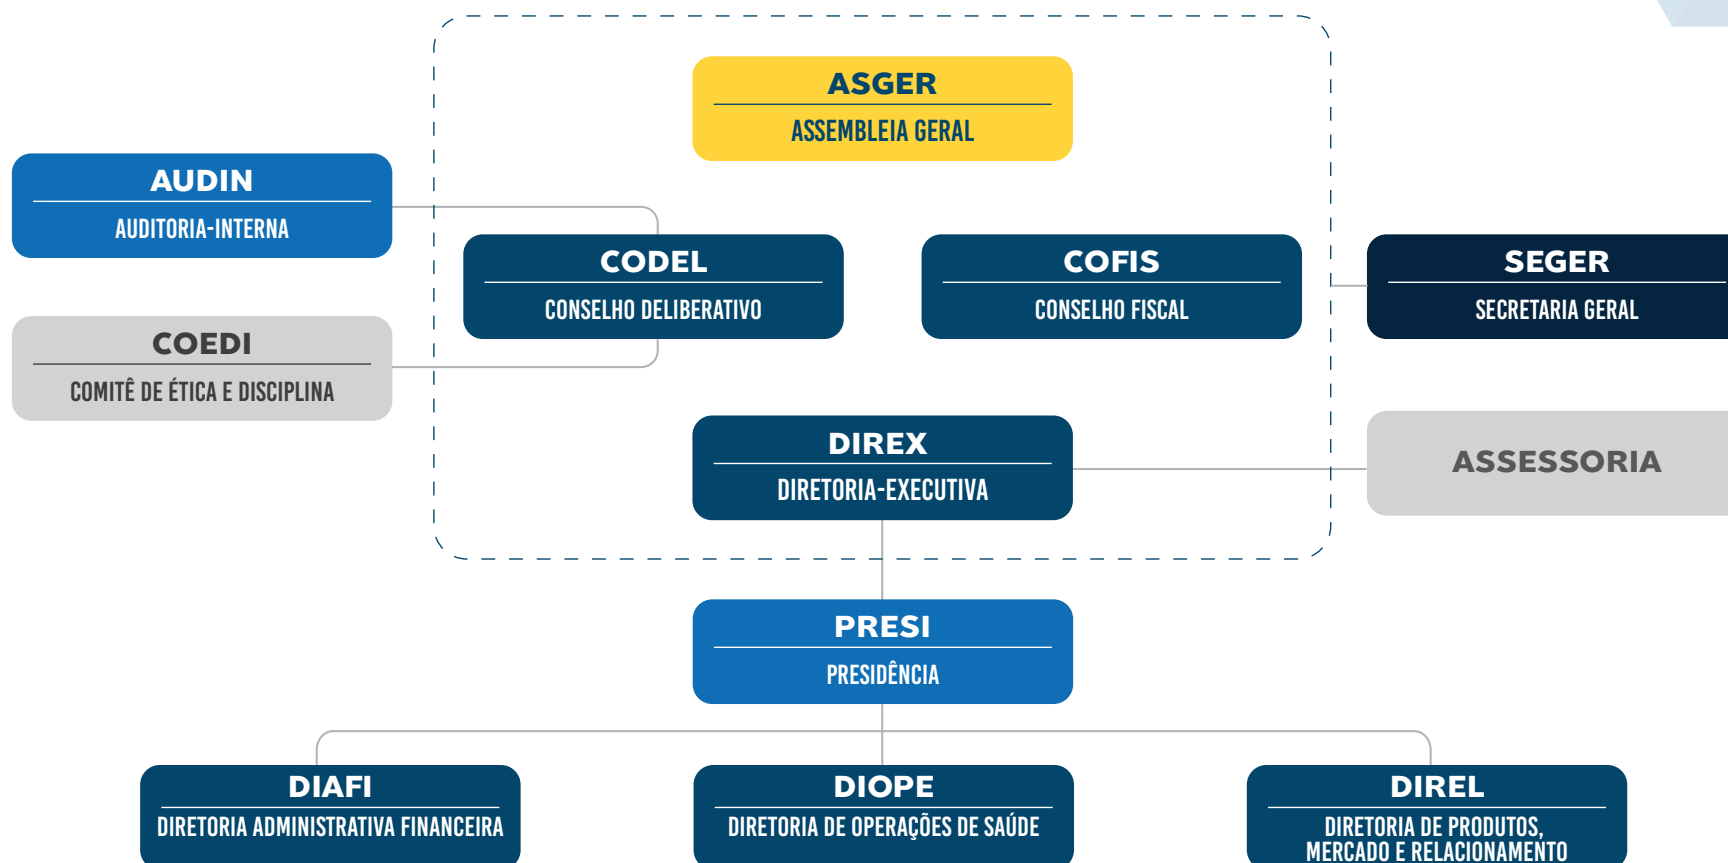 ASGER
ASSEMBLEIA GERAL
AUDIN
AUDITORIA-INTERNA
CODEL
CONSELHO DELIBERATIVO
COFIS
CONSELHO FISCAL
SEGER
SECRETARIA GERAL
COEDI
COMITÊ DE ÉTICA E DISCIPLINA
DIREX
DIRETORIA-EXECUTIVA
ASSESSORIA
PRESI
PRESIDÊNCIA
DIAFI
DIRETORIA ADMINISTRATIVA FINANCEIRA
DIOPE
DIRETORIA DE OPERAÇÕES DE SAÚDE
DIREL
DIRETORIA DE PRODUTOS,
MERCADO E RELACIONAMENTO